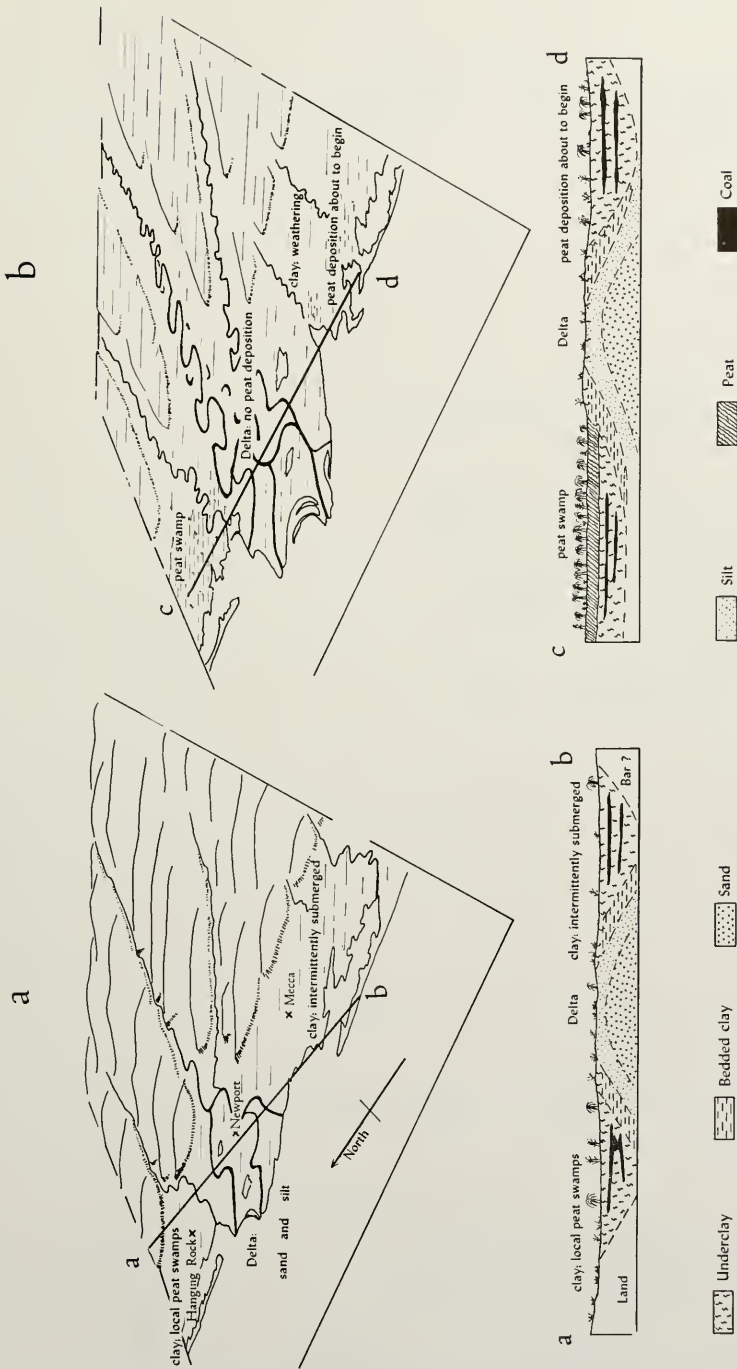 a
a
clay: local peat swamps
Hanging Rock
Newport
Mecca
Delta:
sand and silt
clay: intermittently submerged
b
North
b
c
peat swamp
Delta: no peat deposition
clay: weathering
peat deposition about to begin
d
a
clay: local peat swamps
Delta
clay: intermittently submerged
b
Land
Bar ?
c
peat swamp
Delta
peat deposition about to begin
d
Underclay
Bedded clay
Sand
Silt
Peat
Coal